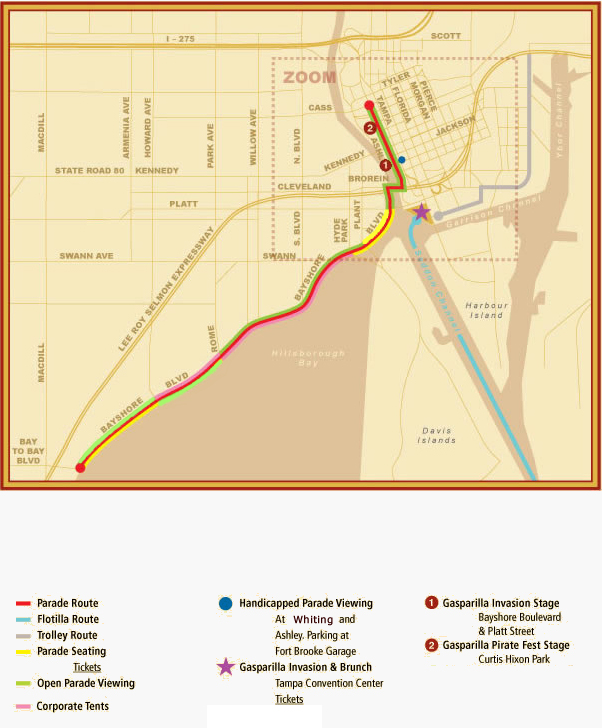 I - 275
SCOTT
ZOOM
TYLER
PIERCE
MORGAN
FLORIDA
TAMPA
CASS
JACKSON
2
1
MACDILL
ARMENIA AVE
HOWARD AVE
PARK AVE
WILLOW AVE
N. BLVD
STATE ROAD 60
KENNEDY
KENNEDY
BROREIN
CLEVELAND
PLATT
PLANT
HYDE
PARK
S. BLVD
BLVD
Ybor Channel
Garrison Channel
Seddon Channel
SWANN AVE
SWANN
LEE ROY SELMON EXPRESSWAY
BAYSHORE
Harbour
Island
MACDILL
ROME
Hillsborough
Bay
BAYSHORE
BLVD
Davis
Islands
BAY
TO BAY
BLVD
Parade Route
Flotilla Route
Trolley Route
Parade Seating
Tickets
Open Parade Viewing
Corporate Tents
Handicapped Parade Viewing
At Whiting and
Ashley. Parking at
Fort Brooke Garage
Gasparilla Invasion & Brunch
Tampa Convention Center
Tickets
1 Gasparilla Invasion Stage
Bayshore Boulevard
& Platt Street
2 Gasparilla Pirate Fest Stage
Curtis Hixon Park